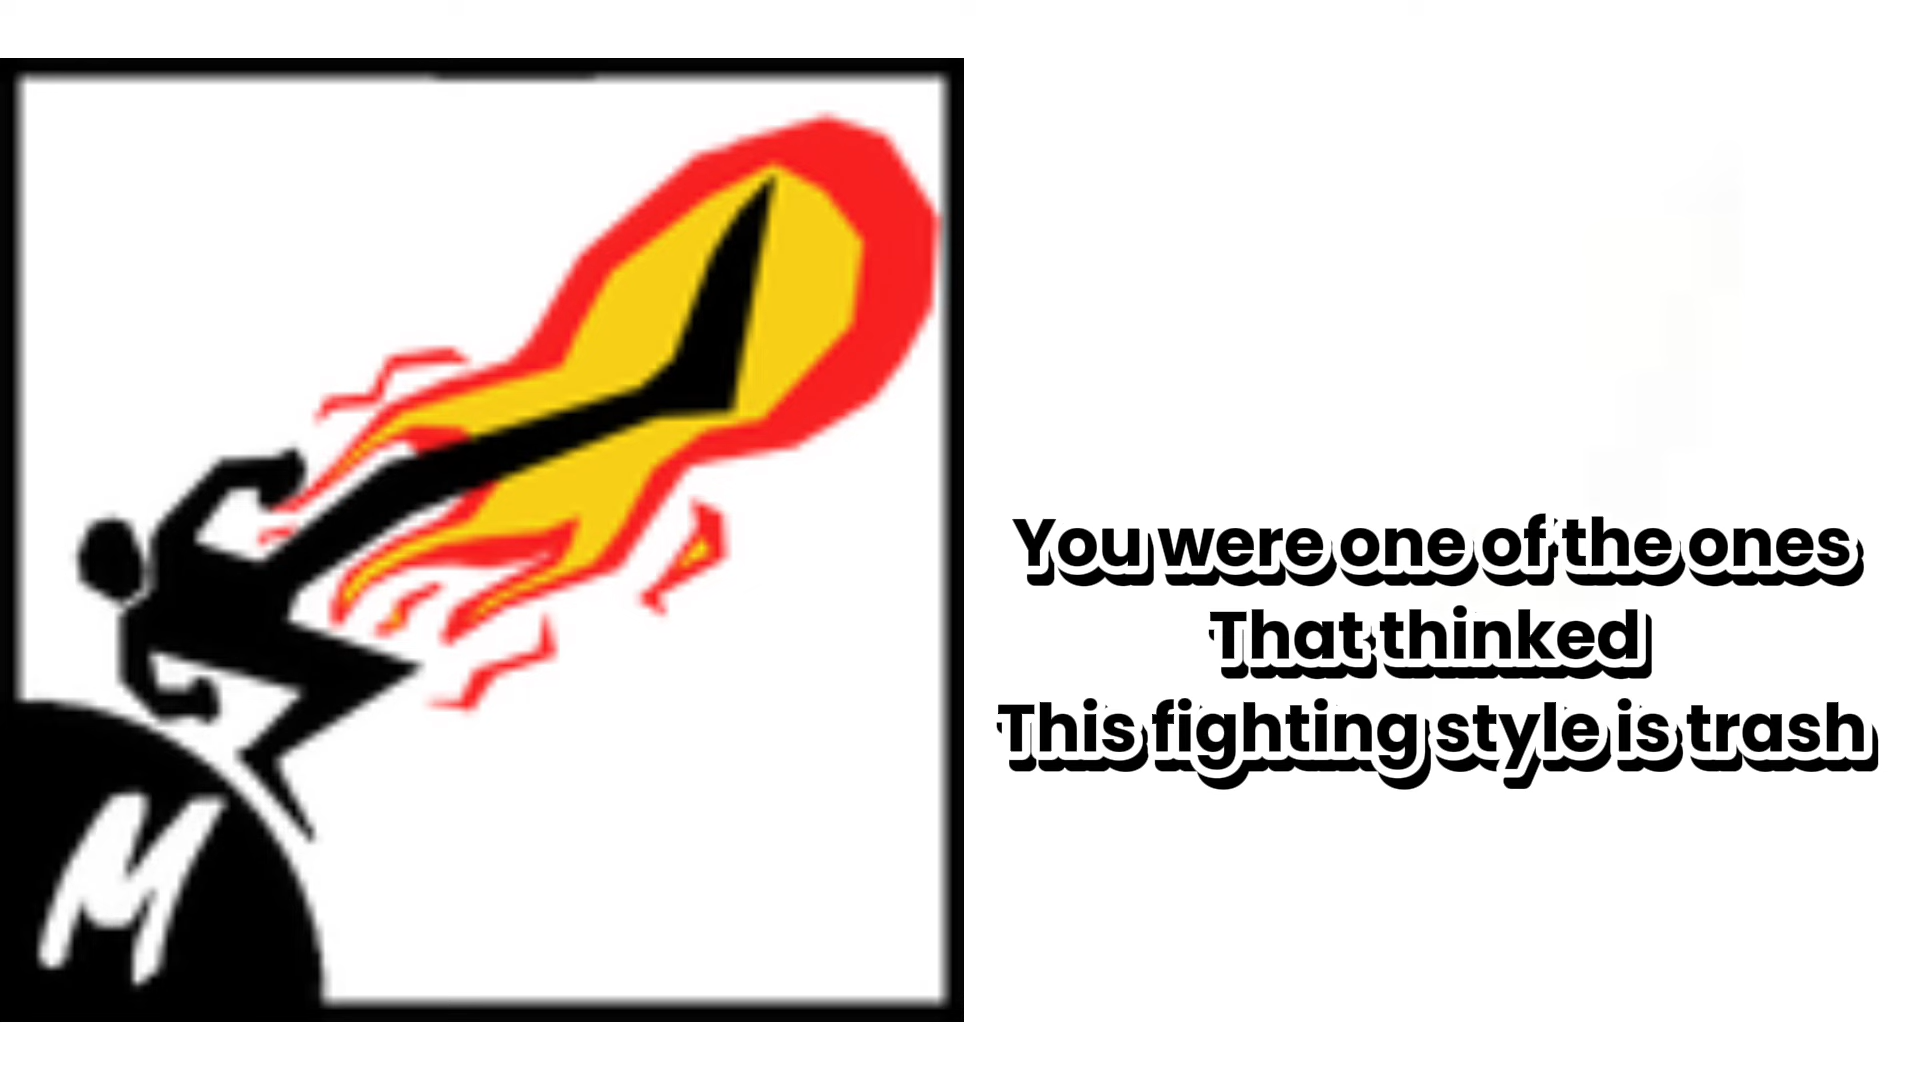 M
You were one of the ones
That thinked
This fighting style is trash